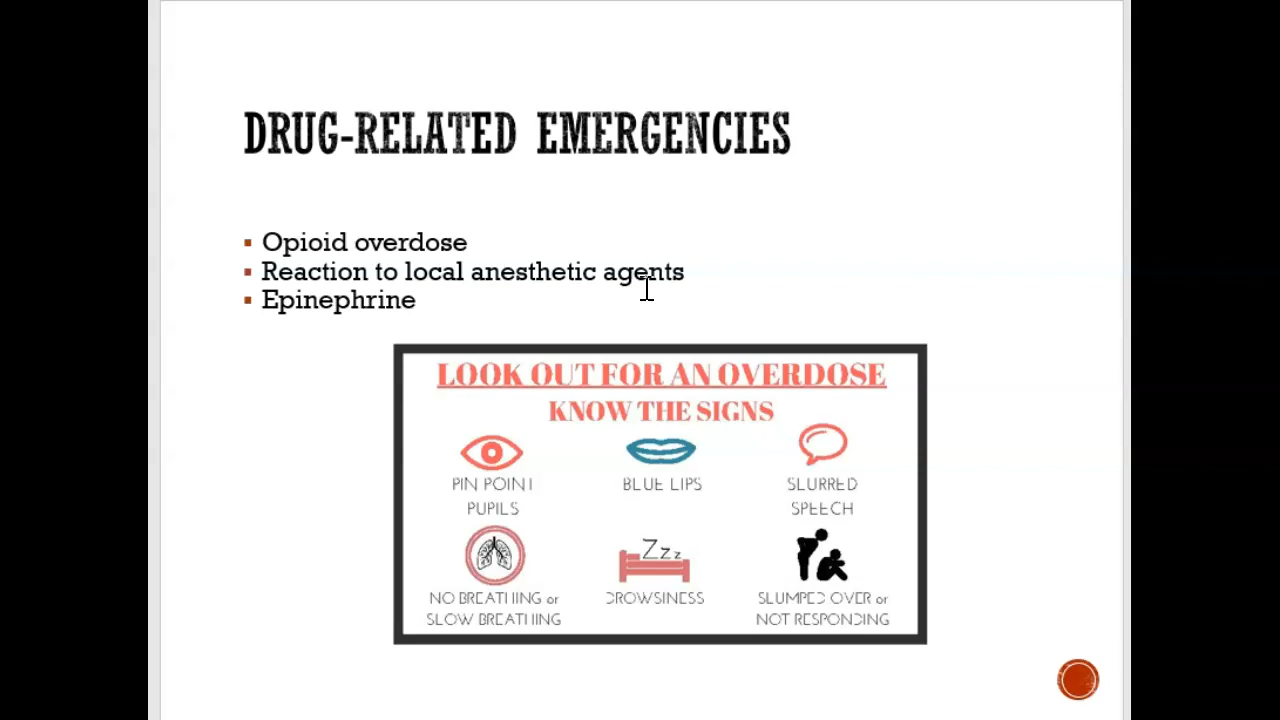 DRUG-RELATED EMERGENCIES
Opioid overdose
Reaction to local anesthetic agents
Epinephrine
LOOK OUT FOR AN OVERDOSE
KNOW THE SIGNS
PIN POINT
PUPILS
BLUE LIPS
SLURRED
SPEECH
NO BREATHING or
SLOW BREATHING
Zzz
DROWSINESS
SLUMPED OVER or
NOT RESPONDING